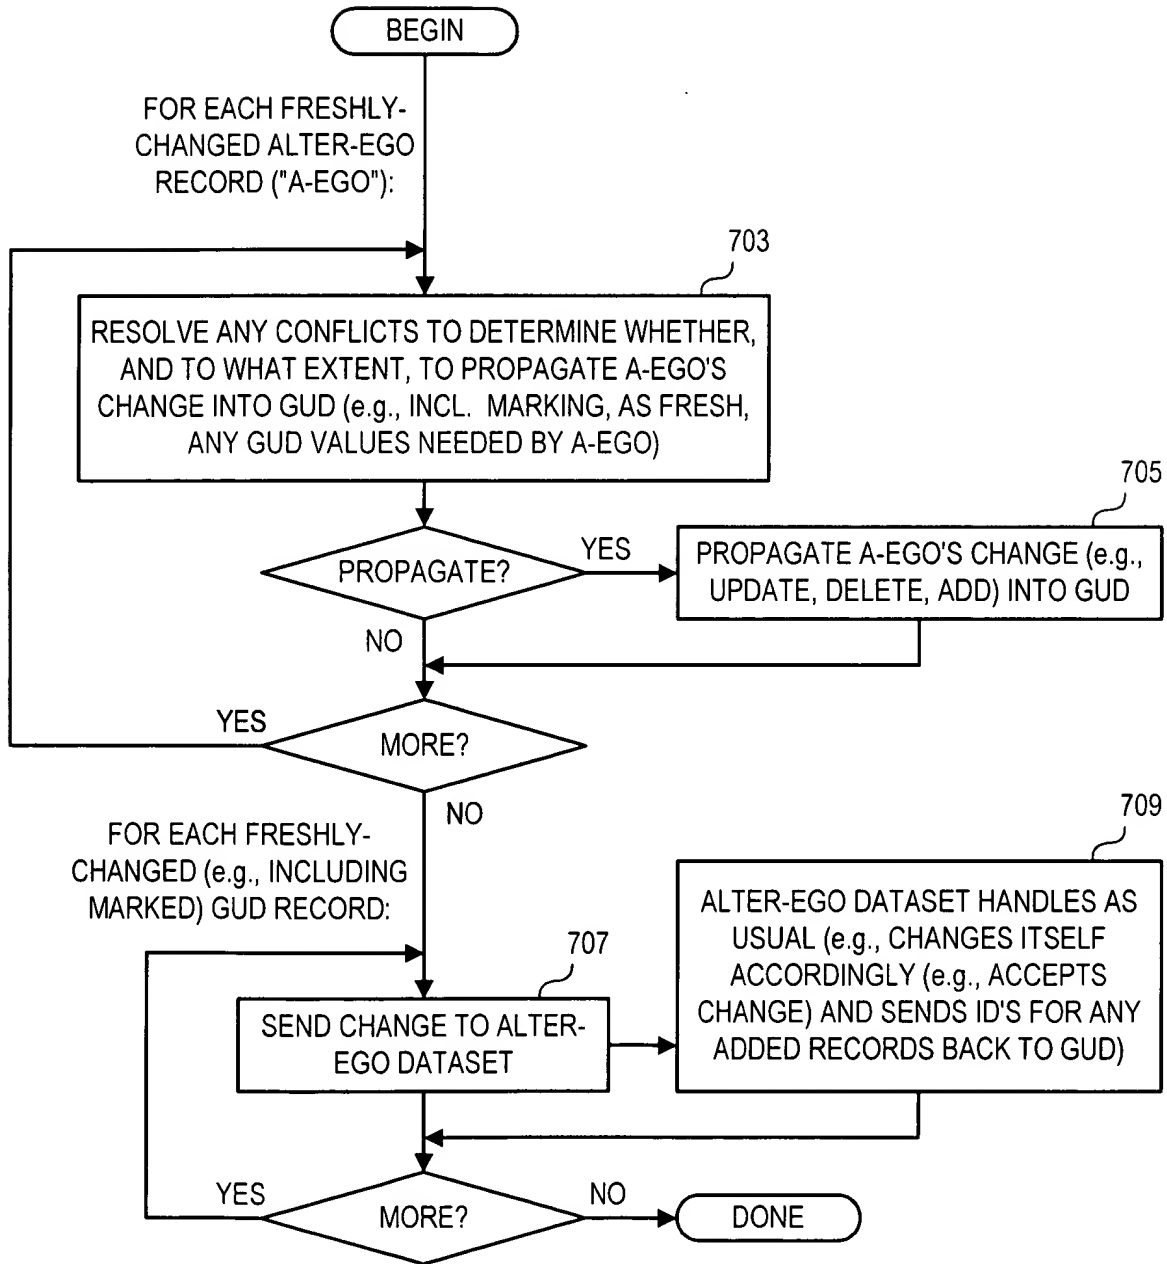 BEGIN
FOR EACH FRESHLY-
CHANGED ALTER-EGO
RECORD ("A-EGO"):
703
RESOLVE ANY CONFLICTS TO DETERMINE WHETHER,
AND TO WHAT EXTENT, TO PROPAGATE A-EGO'S
CHANGE INTO GUD (e.g., INCL. MARKING, AS FRESH,
ANY GUD VALUES NEEDED BY A-EGO)
705
PROPAGATE?
YES
PROPAGATE A-EGO'S CHANGE (e.g.,
UPDATE, DELETE, ADD) INTO GUD
NO
YES
MORE?
NO
FOR EACH FRESHLY-
CHANGED (e.g., INCLUDING
MARKED) GUD RECORD:
709
ALTER-EGO DATASET HANDLES AS
USUAL (e.g., CHANGES ITSELF
ACCORDINGLY (e.g., ACCEPTS
CHANGE) AND SENDS ID'S FOR ANY
ADDED RECORDS BACK TO GUD)
707
SEND CHANGE TO ALTER-
EGO DATASET
YES
MORE?
NO
DONE